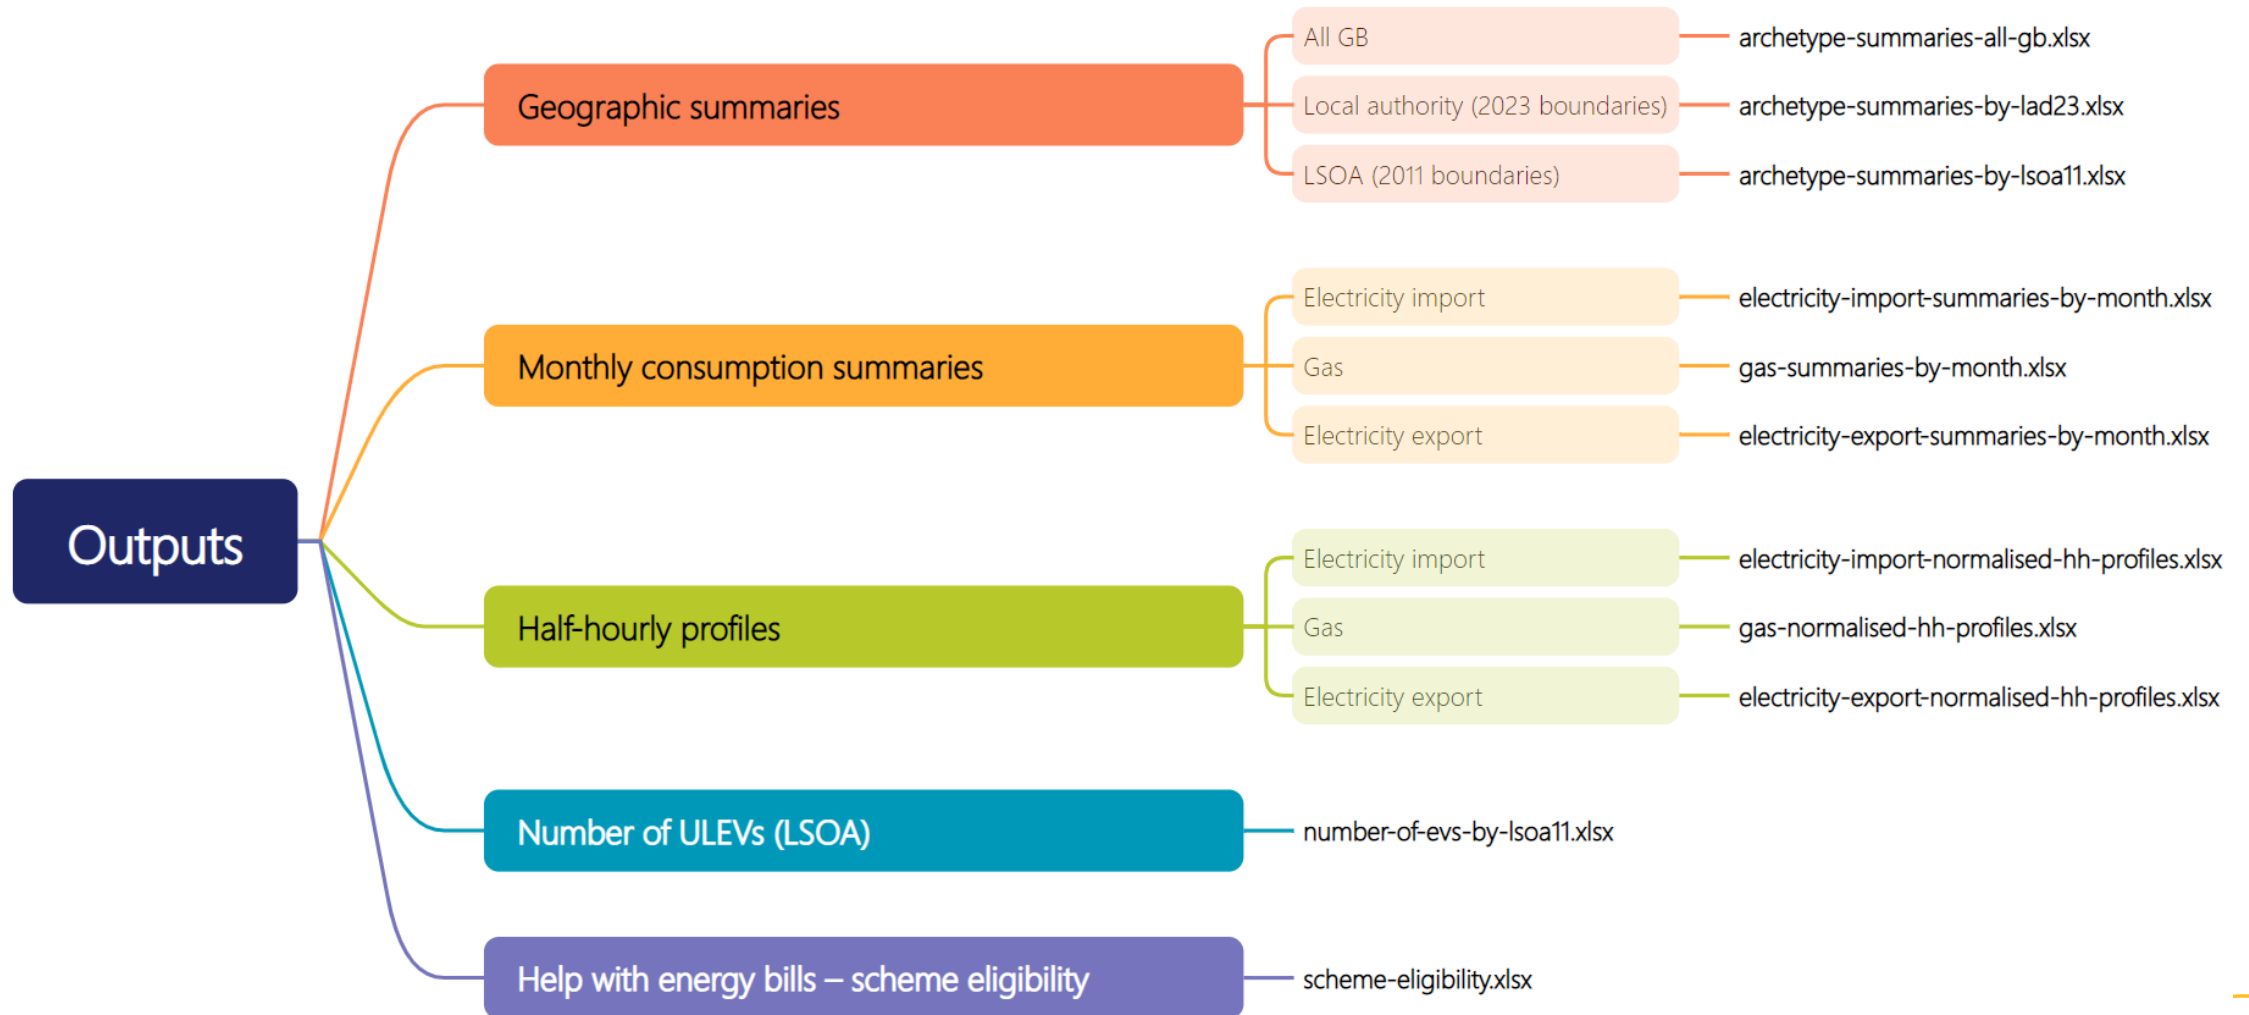 Outputs
Geographic summaries
All GB
archetype-summaries-all-gb.xlsx
Local authority (2023 boundaries)
archetype-summaries-by-lad23.xlsx
LSOA (2011 boundaries)
archetype-summaries-by-lsoa11.xlsx
Monthly consumption summaries
Electricity import
electricity-import-summaries-by-month.xlsx
Gas
gas-summaries-by-month.xlsx
Electricity export
electricity-export-summaries-by-month.xlsx
Half-hourly profiles
Electricity import
electricity-import-normalised-hh-profiles.xlsx
Gas
gas-normalised-hh-profiles.xlsx
Electricity export
electricity-export-normalised-hh-profiles.xlsx
Number of ULEVs (LSOA)
number-of-evs-by-lsoa11.xlsx
Help with energy bills – scheme eligibility
scheme-eligibility.xlsx